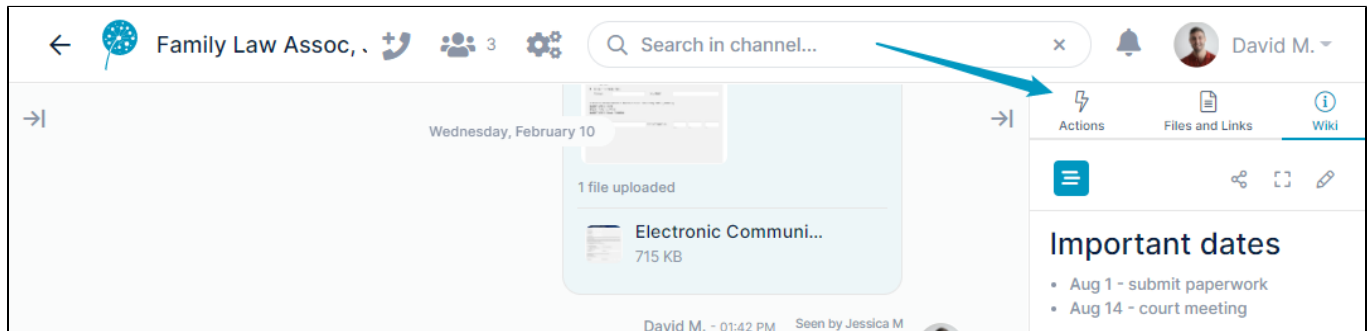 Family Law Assoc, . 3 Search in channel... × David M.
Actions Files and Links Wiki
Wednesday, February 10
1 file uploaded
Electronic Communi...
715 KB
Important dates
• Aug 1 - submit paperwork
• Aug 14 - court meeting
David M. - 01:42 PM Seen by Jessica M